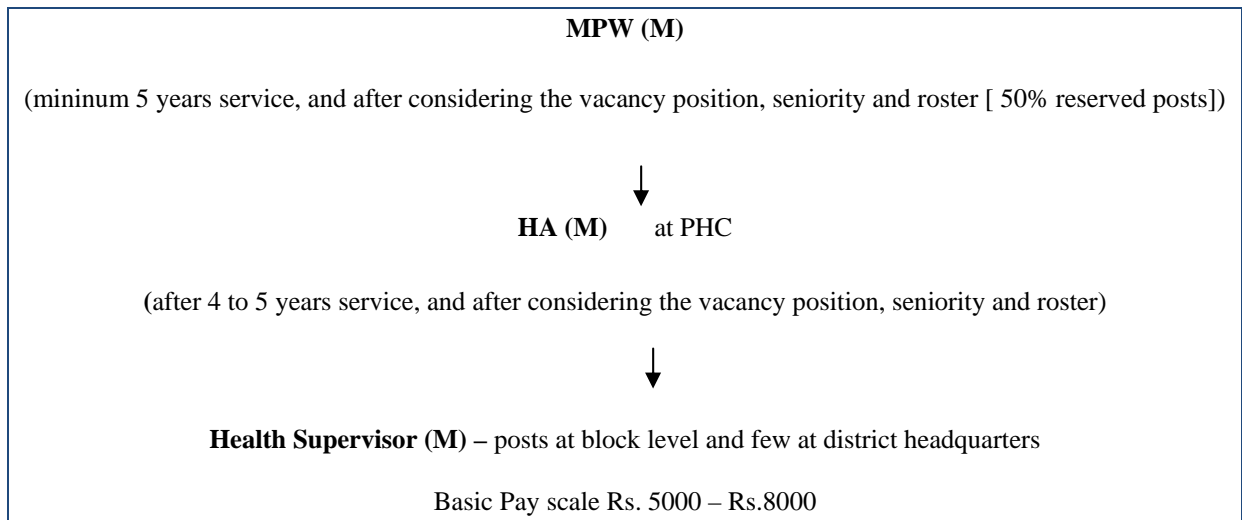 MPW (M)
(mininum 5 years service, and after considering the vacancy position, seniority and roster [ 50% reserved posts])
HA (M) at PHC
(after 4 to 5 years service, and after considering the vacancy position, seniority and roster)
Health Supervisor (M) – posts at block level and few at district headquarters
Basic Pay scale Rs. 5000 – Rs.8000